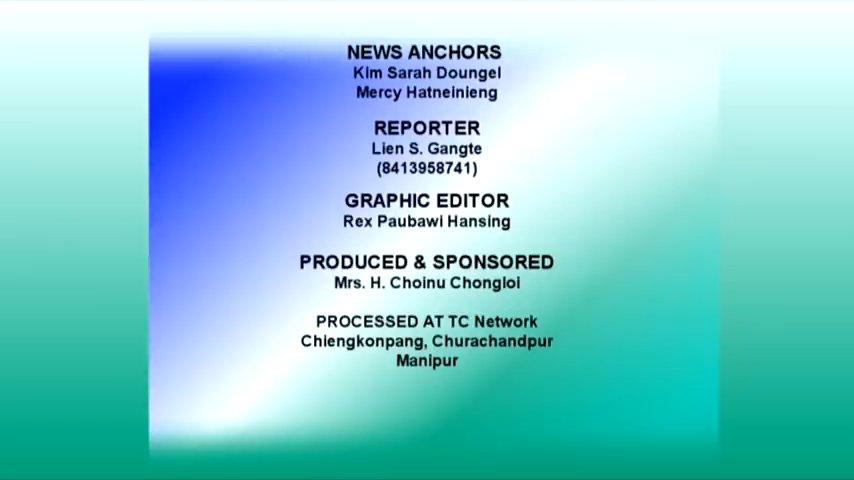 NEWS ANCHORS
Kim Sarah Doungel
Mercy Hatneinieng
REPORTER
Lien S. Gangte
(8413958741)
GRAPHIC EDITOR
Rex Paubawi Hansing
PRODUCED & SPONSORED
Mrs. H. Choinu Chongloi
PROCESSED AT TC Network
Chiengkonpang, Churachandpur
Manipur